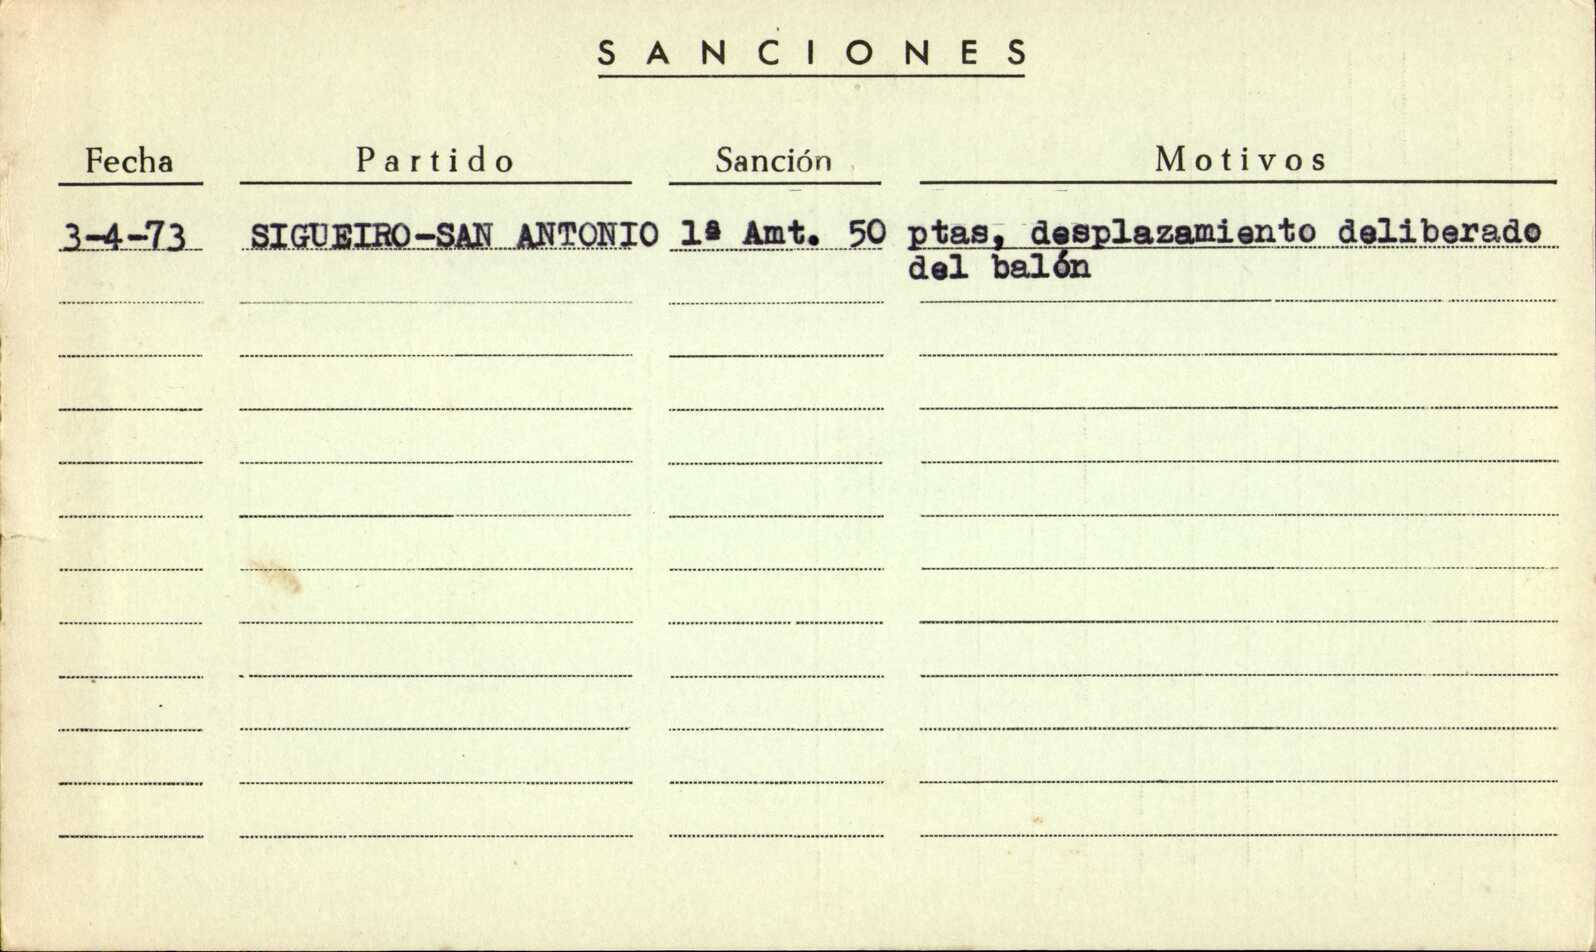 SANCIONES
Fecha Partido Sanción Motivos
3-4-73 SIGUEIRO-SAN ANTONIO 1ª Amt. 50 ptas, desplazamiento deliberado
del balón